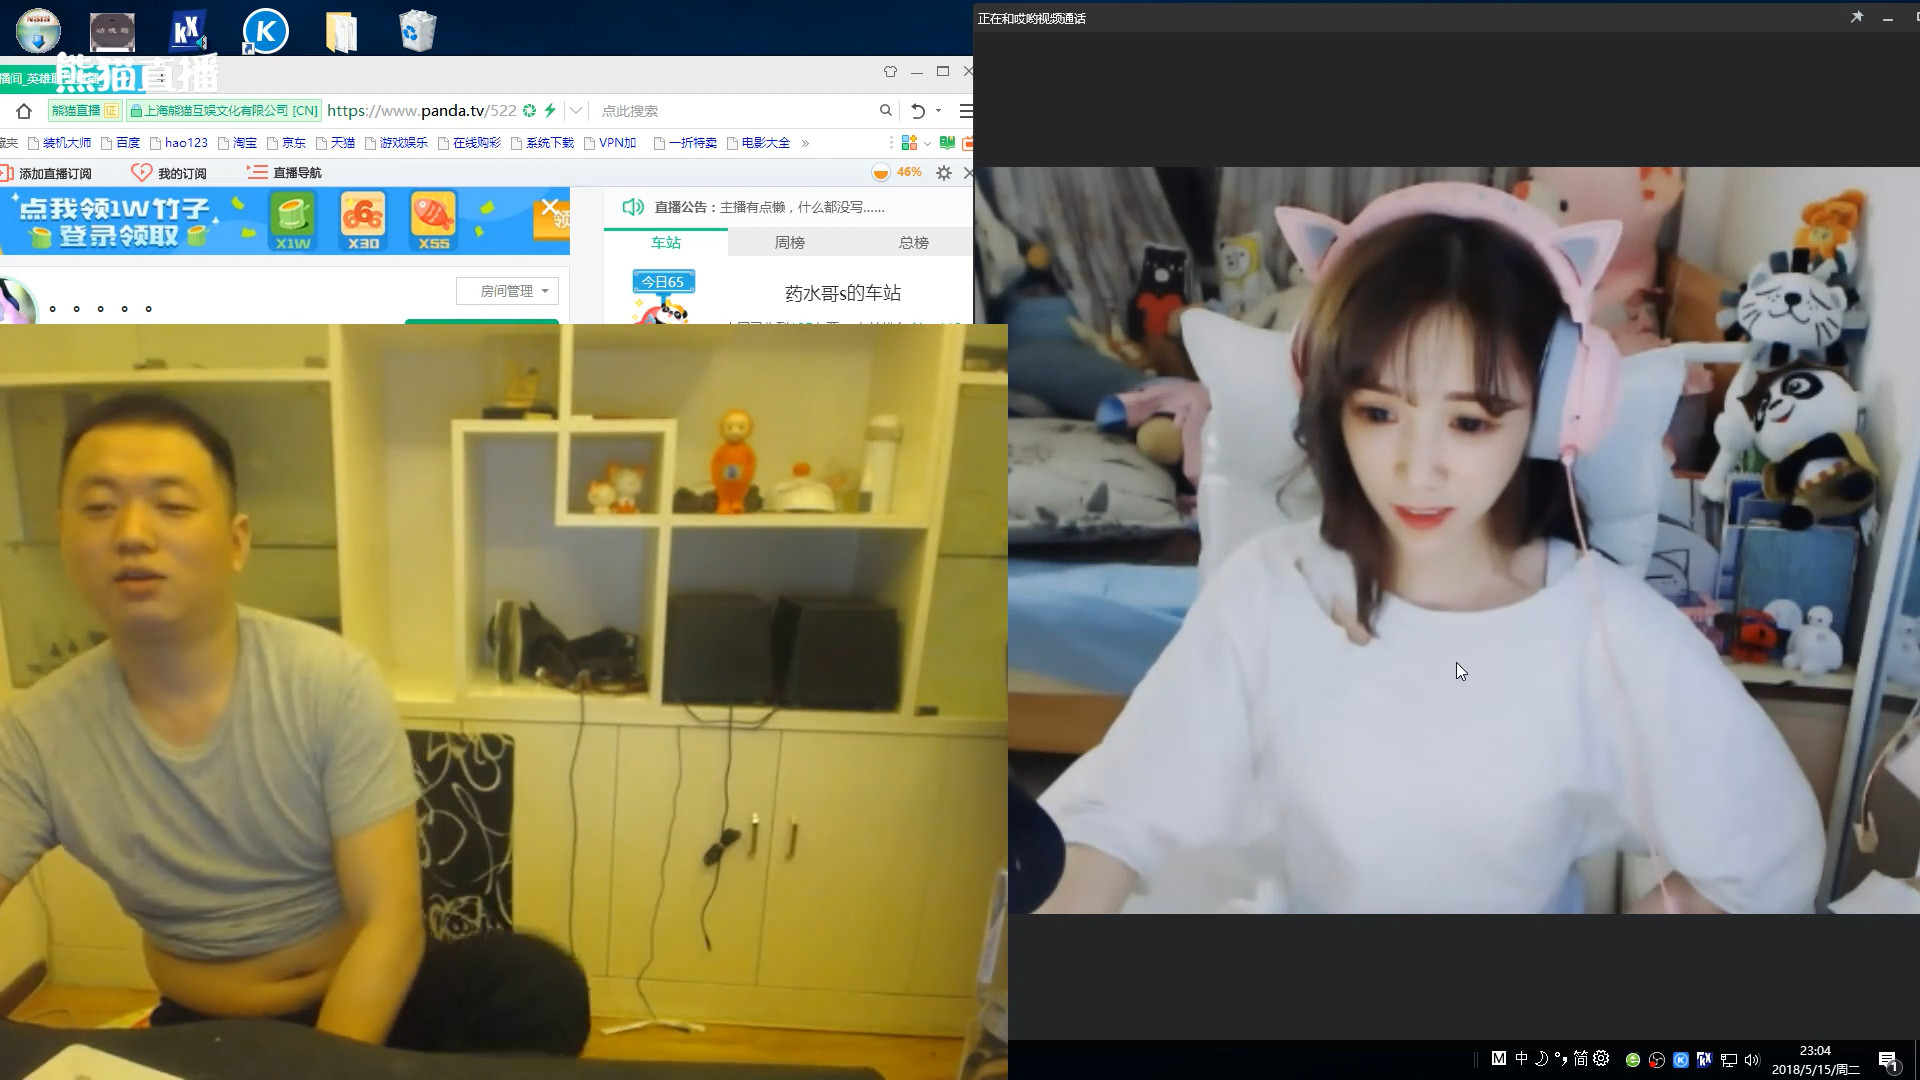 正在和哎哟视频通话
熊猫直播
播间_英雄联
熊猫直播 证 上海熊猫互娱文化有限公司 [CN] https://www.panda.tv/522 点此搜索
藏夹 装机大师 百度 hao123 淘宝 京东 天猫 游戏娱乐 在线购彩 系统下载 VPN加 一折特卖 电影大全 »
添加直播订阅 我的订阅 直播导航 46%
点我领1W竹子
登录领取
X1W X30 X55
领
直播公告：主播有点懒，什么都没写......
车站 周榜 总榜
今日65
药水哥s的车站
。。。。。
房间管理
M 中 简
23:04
2018/5/15/周二
1